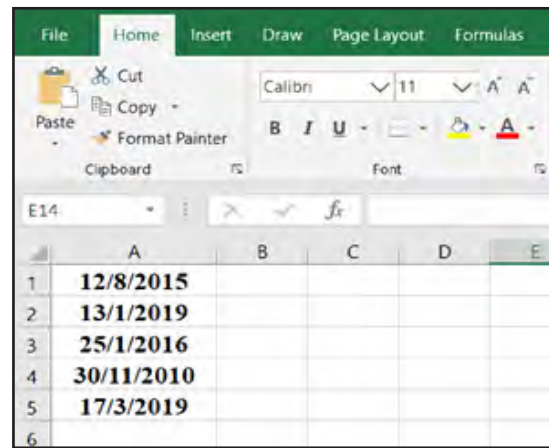 File Home Insert Draw Page Layout Formulas
Cut
Copy
Paste
Format Painter
Calibri 11 A A
B I U A
Clipboard Font
E14 fx
A B C D E
1 12/8/2015
2 13/1/2019
3 25/1/2016
4 30/11/2010
5 17/3/2019
6